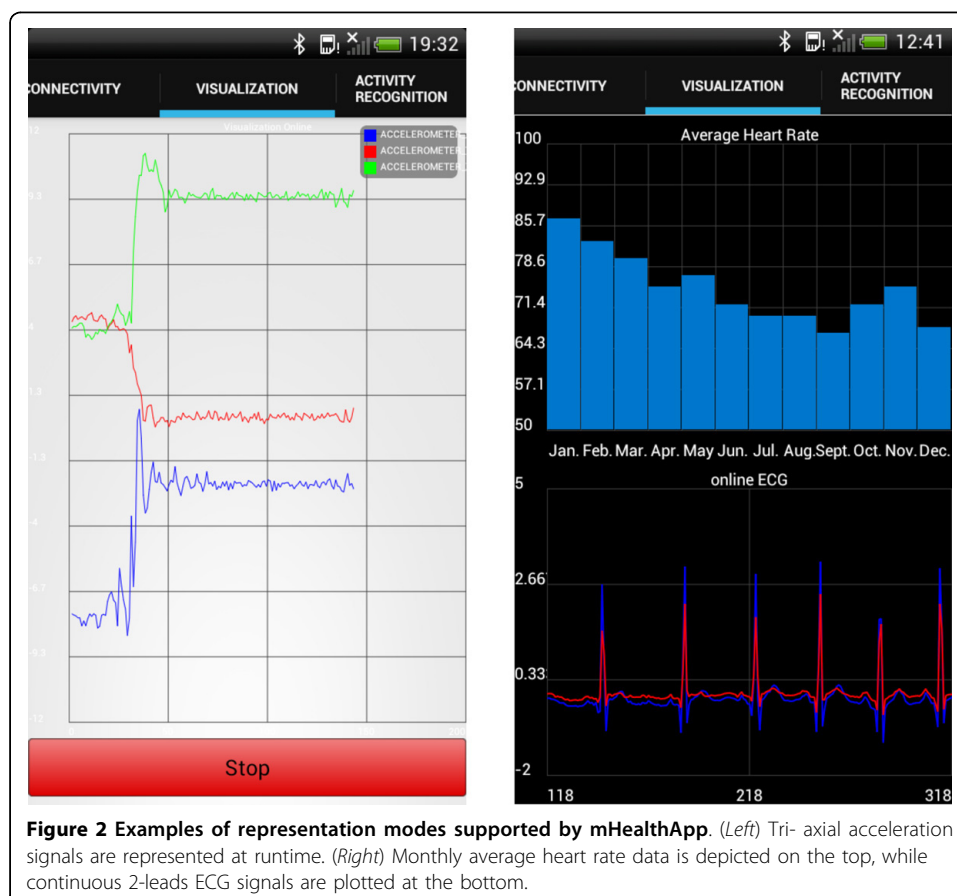 19:32
CONNECTIVITY VISUALIZATION ACTIVITY RECOGNITION
Visualization Online
ACCELEROMETER
ACCELEROMETER
ACCELEROMETER
12
9.3
6.7
4
1.3
-1.3
-4
-6.7
-9.3
-12
0
200
Stop
12:41
ONNECTIVITY VISUALIZATION ACTIVITY RECOGNITION
Average Heart Rate
100
92.9
85.7
78.6
71.4
64.3
57.1
50
Jan. Feb. Mar. Apr. May Jun. Jul. Aug. Sept. Oct. Nov. Dec.
online ECG
5
2.66
0.33
-2
118 218 318
Figure 2 Examples of representation modes supported by mHealthApp. (Left) Tri- axial acceleration
signals are represented at runtime. (Right) Monthly average heart rate data is depicted on the top, while
continuous 2-leads ECG signals are plotted at the bottom.